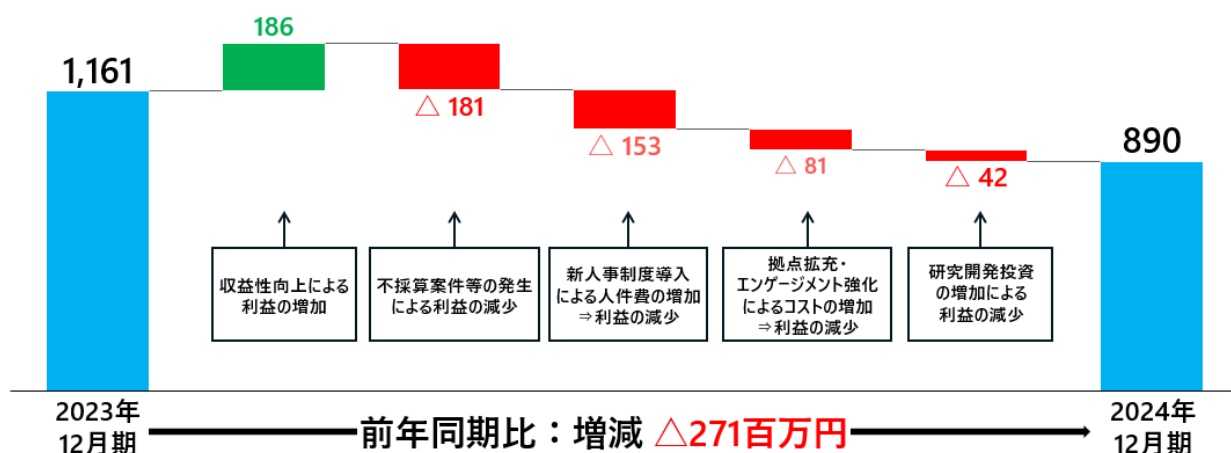 1,161
186
△ 181
△ 153
△ 81
△ 42
890
収益性向上による
利益の増加
不採算案件等の発生
による利益の減少
新人事制度導入
による人件費の増加
⇒利益の減少
拠点拡充・
エンゲージメント強化
によるコストの増加
⇒利益の減少
研究開発投資
の増加による
利益の減少
2023年
12月期
前年同期比：増減 △271百万円
2024年
12月期